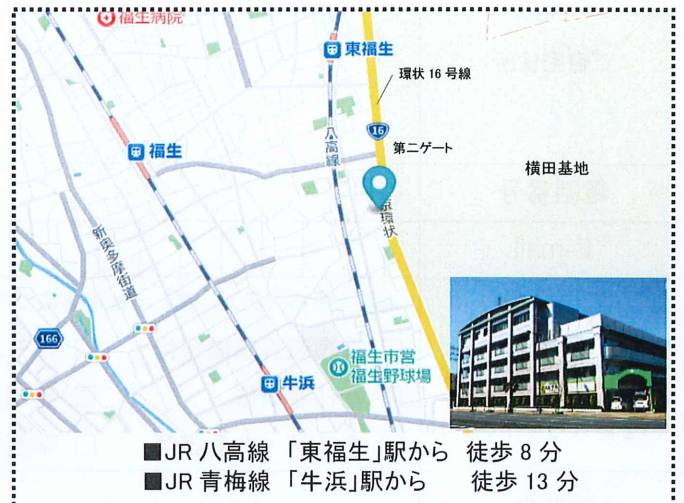 福生病院
東福生
環状16号線
16
八高線
第二ゲート
福生
横田基地
京環状
新奥多摩街道
166
福生市営
福生野球場
牛浜
■JR 八高線 「東福生」駅から 徒歩 8 分
■JR 青梅線 「牛浜」駅から 徒歩 13 分